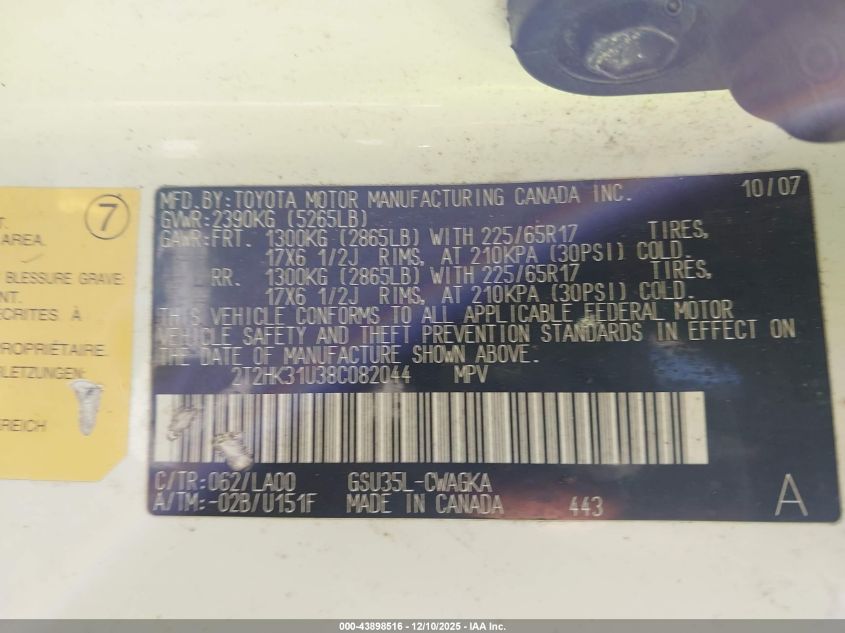 7
T.
AREA.
BLESSURE GRAVE
NT.
ECRITES À
PROPRIÉTAIRE.
RLETZUNGEN:
EREICH
MFD.BY:TOYOTA MOTOR MANUFACTURING CANADA INC. 10/07
GVWR:2390KG (5265LB)
GAWR:FRT. 1300KG (2865LB) WITH 225/65R17 TIRES,
17X6 1/2J RIMS, AT 210KPA (30PSI) COLD.
RR. 1300KG (2865LB) WITH 225/65R17 TIRES,
17X6 1/2J RIMS, AT 210KPA (30PSI) COLD.
THIS VEHICLE CONFORMS TO ALL APPLICABLE FEDERAL MOTOR
VEHICLE SAFETY AND THEFT PREVENTION STANDARDS IN EFFECT ON
THE DATE OF MANUFACTURE SHOWN ABOVE.
2T2HK31U38C082044 MPV
C/TR:062/LA00 GSU35L-CWAGKA
A/TM:-02B/U151F MADE IN CANADA 443 A
000-43898516 - 12/10/2025 - IAA Inc.